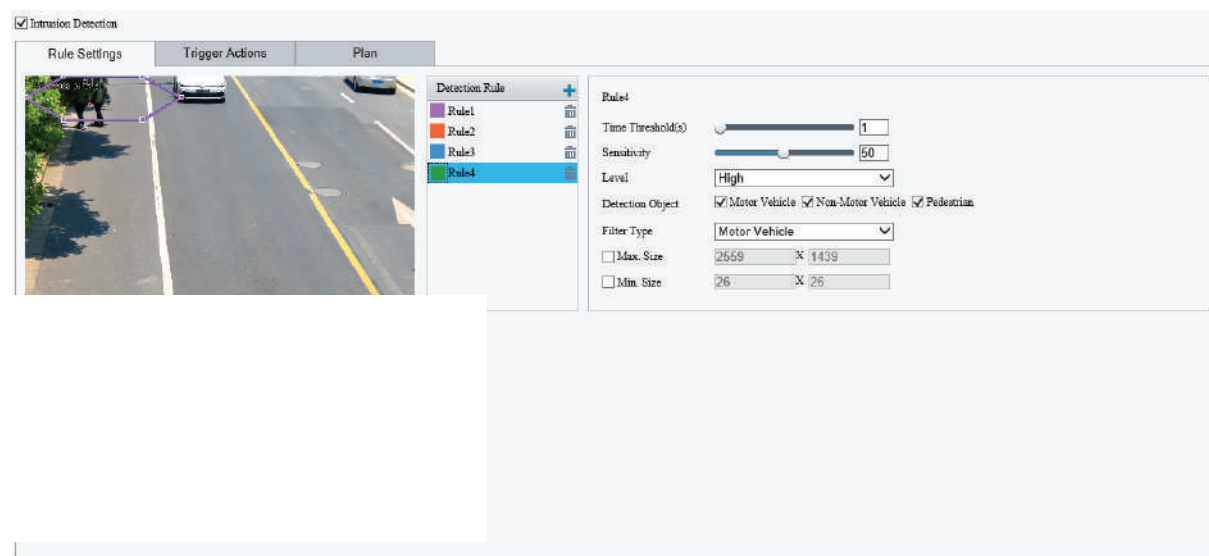 Intrusion Detection
Rule Settings Trigger Actions Plan
Detection Rule
Rule1
Rule2
Rule3
Rule4
Rule4
Time Threshold(s) 1
Sensitivity 50
Level High
Detection Object Motor Vehicle Non-Motor Vehicle Pedestrian
Filter Type Motor Vehicle
Max. Size 2559 X 1439
Min. Size 26 X 26